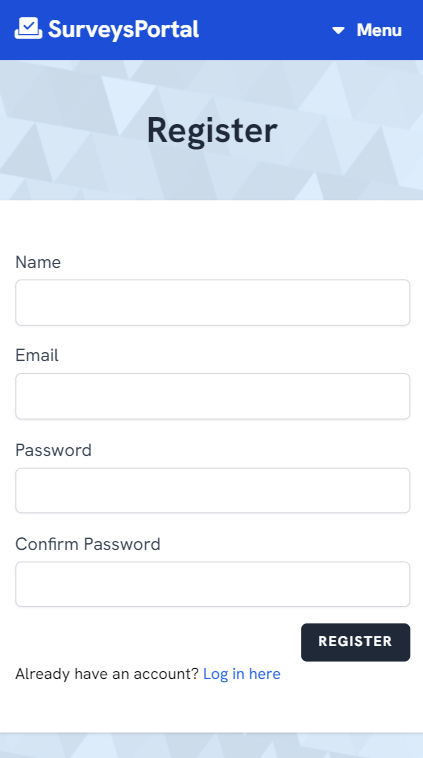 SurveysPortal
Menu
Register
Name
Email
Password
Confirm Password
REGISTER
Already have an account? Log in here